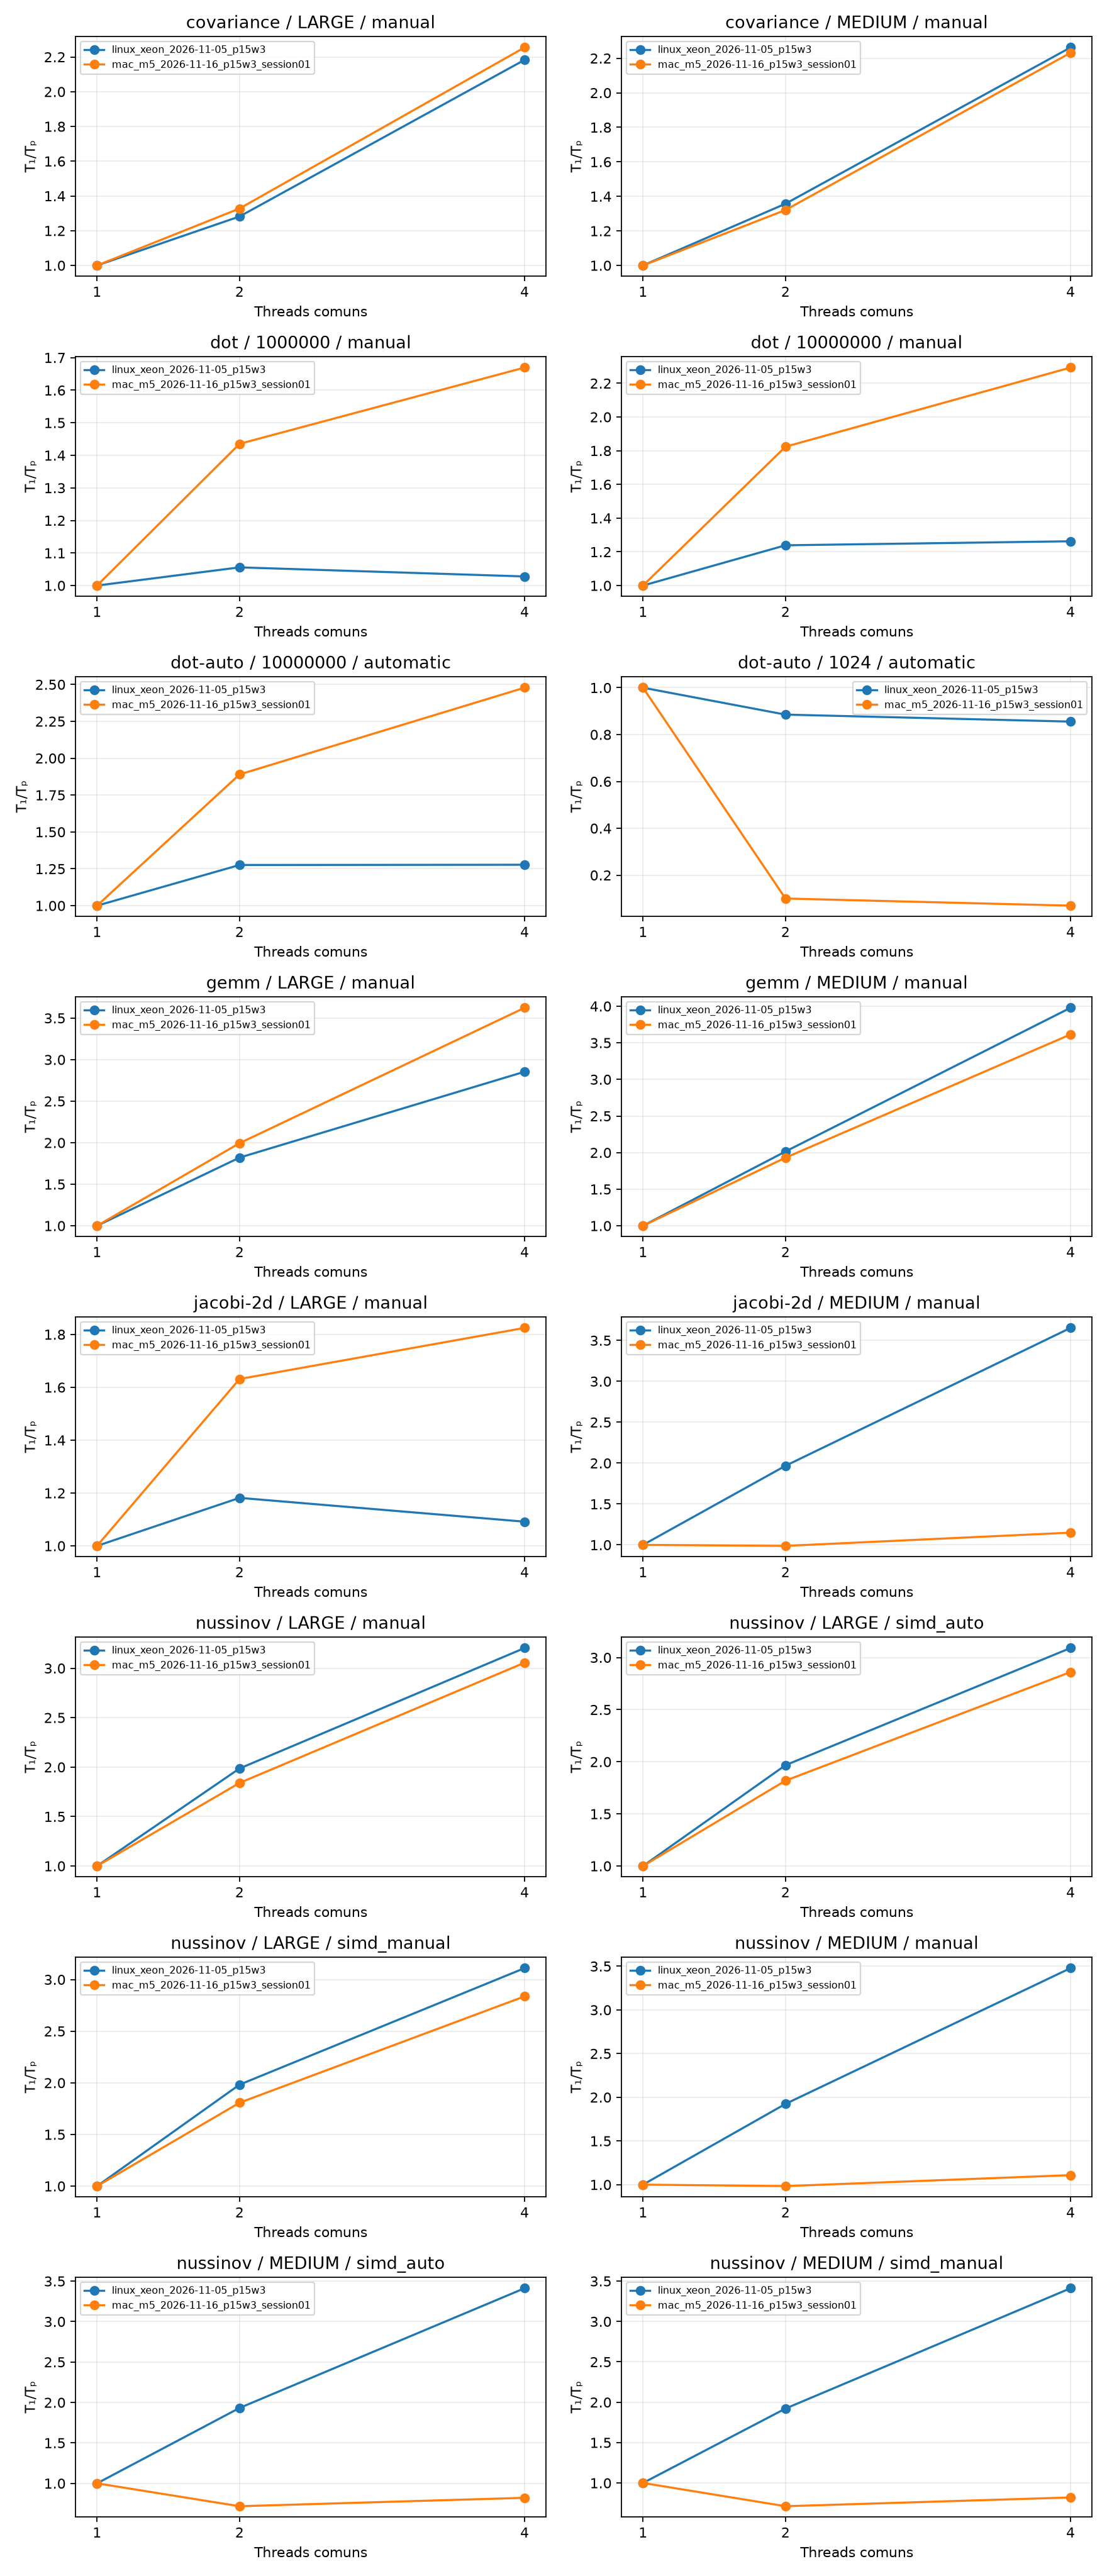 covariance / LARGE / manual
linux_xeon_2026-11-05_p15w3
mac_m5_2026-11-16_p15w3_session01
2.2
2.0
1.8
1.6
1.4
1.2
1.0
T₁/Tₚ
1 2 4
Threads comuns
covariance / MEDIUM / manual
linux_xeon_2026-11-05_p15w3
mac_m5_2026-11-16_p15w3_session01
2.2
2.0
1.8
1.6
1.4
1.2
1.0
T₁/Tₚ
1 2 4
Threads comuns
dot / 1000000 / manual
linux_xeon_2026-11-05_p15w3
mac_m5_2026-11-16_p15w3_session01
1.7
1.6
1.5
1.4
1.3
1.2
1.1
1.0
T₁/Tₚ
1 2 4
Threads comuns
dot / 10000000 / manual
linux_xeon_2026-11-05_p15w3
mac_m5_2026-11-16_p15w3_session01
2.2
2.0
1.8
1.6
1.4
1.2
1.0
T₁/Tₚ
1 2 4
Threads comuns
dot-auto / 10000000 / automatic
linux_xeon_2026-11-05_p15w3
mac_m5_2026-11-16_p15w3_session01
2.50
2.25
2.00
1.75
1.50
1.25
1.00
T₁/Tₚ
1 2 4
Threads comuns
dot-auto / 1024 / automatic
linux_xeon_2026-11-05_p15w3
mac_m5_2026-11-16_p15w3_session01
1.0
0.8
0.6
0.4
0.2
T₁/Tₚ
1 2 4
Threads comuns
gemm / LARGE / manual
linux_xeon_2026-11-05_p15w3
mac_m5_2026-11-16_p15w3_session01
3.5
3.0
2.5
2.0
1.5
1.0
T₁/Tₚ
1 2 4
Threads comuns
gemm / MEDIUM / manual
linux_xeon_2026-11-05_p15w3
mac_m5_2026-11-16_p15w3_session01
4.0
3.5
3.0
2.5
2.0
1.5
1.0
T₁/Tₚ
1 2 4
Threads comuns
jacobi-2d / LARGE / manual
linux_xeon_2026-11-05_p15w3
mac_m5_2026-11-16_p15w3_session01
1.8
1.6
1.4
1.2
1.0
T₁/Tₚ
1 2 4
Threads comuns
jacobi-2d / MEDIUM / manual
linux_xeon_2026-11-05_p15w3
mac_m5_2026-11-16_p15w3_session01
3.5
3.0
2.5
2.0
1.5
1.0
T₁/Tₚ
1 2 4
Threads comuns
nussinov / LARGE / manual
linux_xeon_2026-11-05_p15w3
mac_m5_2026-11-16_p15w3_session01
3.0
2.5
2.0
1.5
1.0
T₁/Tₚ
1 2 4
Threads comuns
nussinov / LARGE / simd_auto
linux_xeon_2026-11-05_p15w3
mac_m5_2026-11-16_p15w3_session01
3.0
2.5
2.0
1.5
1.0
T₁/Tₚ
1 2 4
Threads comuns
nussinov / LARGE / simd_manual
linux_xeon_2026-11-05_p15w3
mac_m5_2026-11-16_p15w3_session01
3.0
2.5
2.0
1.5
1.0
T₁/Tₚ
1 2 4
Threads comuns
nussinov / MEDIUM / manual
linux_xeon_2026-11-05_p15w3
mac_m5_2026-11-16_p15w3_session01
3.5
3.0
2.5
2.0
1.5
1.0
T₁/Tₚ
1 2 4
Threads comuns
nussinov / MEDIUM / simd_auto
linux_xeon_2026-11-05_p15w3
mac_m5_2026-11-16_p15w3_session01
3.5
3.0
2.5
2.0
1.5
1.0
T₁/Tₚ
1 2 4
Threads comuns
nussinov / MEDIUM / simd_manual
linux_xeon_2026-11-05_p15w3
mac_m5_2026-11-16_p15w3_session01
3.5
3.0
2.5
2.0
1.5
1.0
T₁/Tₚ
1 2 4
Threads comuns